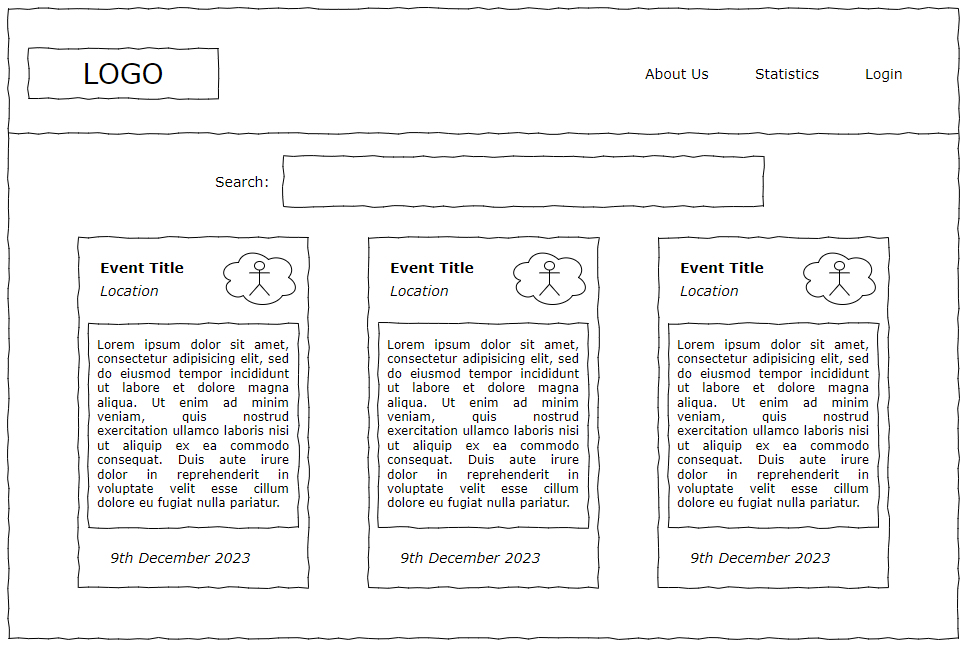 LOGO
About Us
Statistics
Login
Search:
Event Title
Location
Lorem ipsum dolor sit amet,
consectetur adipisicing elit, sed
do eiusmod tempor incididunt
ut labore et dolore magna
aliqua. Ut enim ad minim
veniam, quis nostrud
exercitation ullamco laboris nisi
ut aliquip ex ea commodo
consequat. Duis aute irure
dolor in reprehenderit in
voluptate velit esse cillum
dolore eu fugiat nulla pariatur.
9th December 2023
Event Title
Location
Lorem ipsum dolor sit amet,
consectetur adipisicing elit, sed
do eiusmod tempor incididunt
ut labore et dolore magna
aliqua. Ut enim ad minim
veniam, quis nostrud
exercitation ullamco laboris nisi
ut aliquip ex ea commodo
consequat. Duis aute irure
dolor in reprehenderit in
voluptate velit esse cillum
dolore eu fugiat nulla pariatur.
9th December 2023
Event Title
Location
Lorem ipsum dolor sit amet,
consectetur adipisicing elit, sed
do eiusmod tempor incididunt
ut labore et dolore magna
aliqua. Ut enim ad minim
veniam, quis nostrud
exercitation ullamco laboris nisi
ut aliquip ex ea commodo
consequat. Duis aute irure
dolor in reprehenderit in
voluptate velit esse cillum
dolore eu fugiat nulla pariatur.
9th December 2023